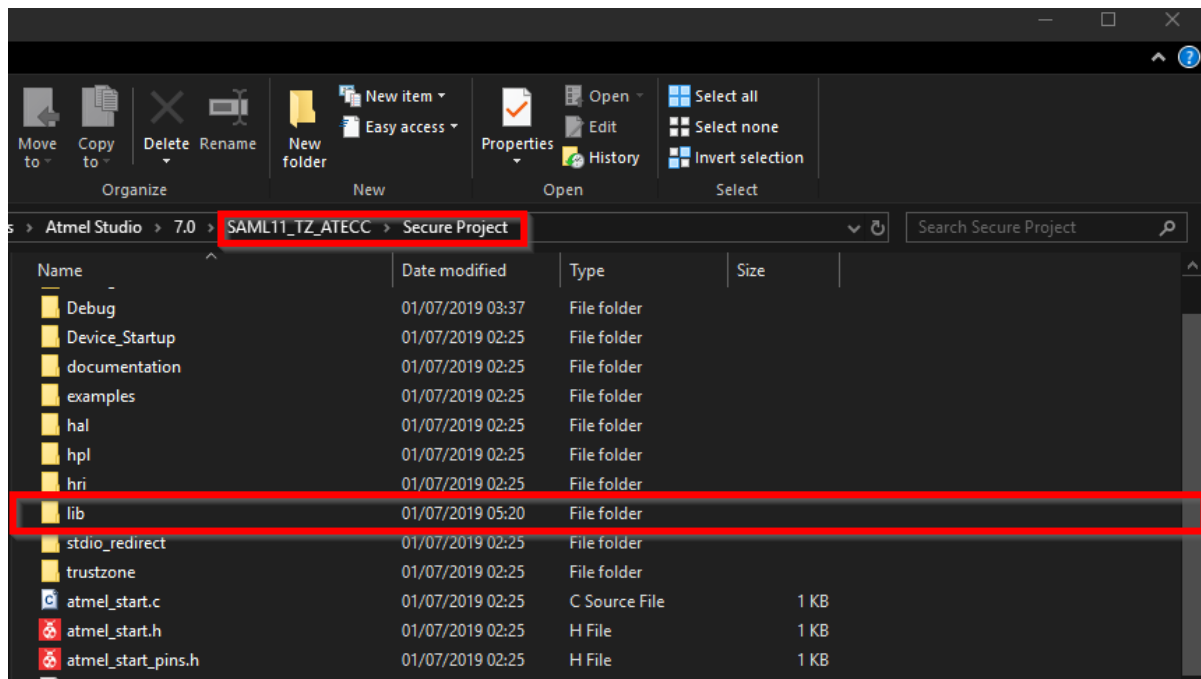 New item
Easy access
Open
Edit
History
Select all
Select none
Invert selection
Move to
Copy to
Delete
Rename
New folder
Properties
Organize
New
Open
Select
s > Atmel Studio > 7.0 > SAML11_TZ_ATECC > Secure Project
Search Secure Project
Name Date modified Type Size
Debug 01/07/2019 03:37 File folder
Device_Startup 01/07/2019 02:25 File folder
documentation 01/07/2019 02:25 File folder
examples 01/07/2019 02:25 File folder
hal 01/07/2019 02:25 File folder
hpl 01/07/2019 02:25 File folder
hri 01/07/2019 02:25 File folder
lib 01/07/2019 05:20 File folder
stdio_redirect 01/07/2019 02:25 File folder
trustzone 01/07/2019 02:25 File folder
atmel_start.c 01/07/2019 02:25 C Source File 1 KB
atmel_start.h 01/07/2019 02:25 H File 1 KB
atmel_start_pins.h 01/07/2019 02:25 H File 1 KB